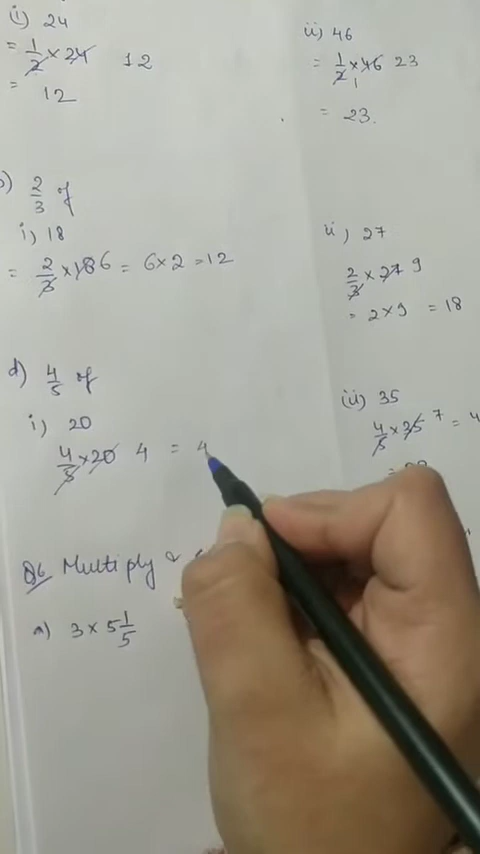 i) 24
= 1/2 × 24 12
= 12
ii) 46
= 1/2 × 46 23
1
= 23.
) 2/3 of
i) 18
= 2/3 × 18 6 = 6×2 = 12
ii) 27
2/3 × 27 9
= 2×9 = 18
d) 4/5 of
i) 20
4/5 × 20 4 = 4
(ii) 35
4/5 × 35 7 = 4
Q6 Multiply &
a) 3 × 5 1/5